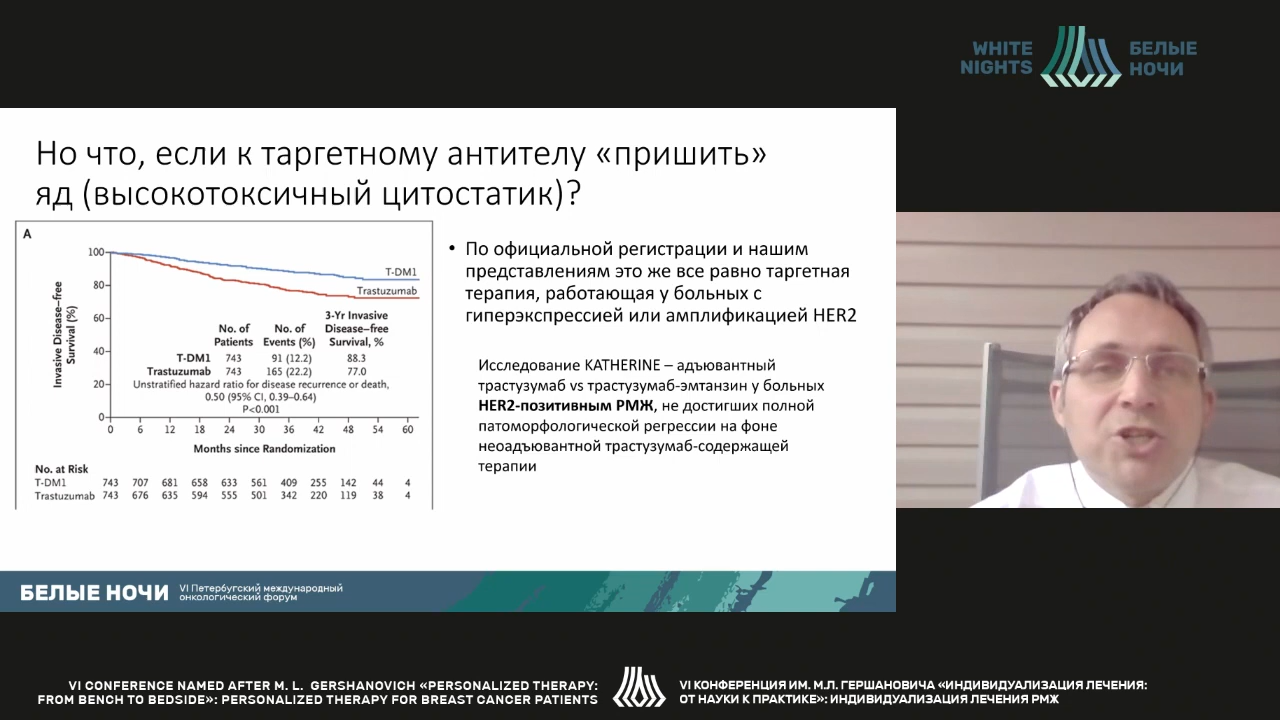 WHITE
NIGHTS
БЕЛЫЕ
НОЧИ
Но что, если к таргетному антителу «пришить»
яд (высокотоксичный цитостатик)?
A
Invasive Disease–free
Survival (%)
100
80
60
40
20
0
T-DM1
Trastuzumab
No. of
Patients
No. of
Events (%)
3-Yr Invasive
Disease–free
Survival, %
T-DM1 743 91 (12.2) 88.3
Trastuzumab 743 165 (22.2) 77.0
Unstratified hazard ratio for disease recurrence or death,
0.50 (95% CI, 0.39–0.64)
P<0.001
0 6 12 18 24 30 36 42 48 54 60
Months since Randomization
No. at Risk
T-DM1 743 707 681 658 633 561 409 255 142 44 4
Trastuzumab 743 676 635 594 555 501 342 220 119 38 4
• По официальной регистрации и нашим
представлениям это же все равно таргетная
терапия, работающая у больных с
гиперэкспрессией или амплификацией HER2
Исследование KATHERINE – адъювантный
трастузумаб vs трастузумаб-эмтанзин у больных
HER2-позитивным РМЖ, не достигших полной
патоморфологической регрессии на фоне
неоадъювантной трастузумаб-содержащей
терапии
БЕЛЫЕ НОЧИ
VI Петербугский международный
онкологический форум
VI CONFERENCE NAMED AFTER M. L. GERSHANOVICH «PERSONALIZED THERAPY:
FROM BENCH TO BEDSIDE»: PERSONALIZED THERAPY FOR BREAST CANCER PATIENTS
VI КОНФЕРЕНЦИЯ ИМ. М.Л. ГЕРШАНОВИЧА «ИНДИВИДУАЛИЗАЦИЯ ЛЕЧЕНИЯ:
ОТ НАУКИ К ПРАКТИКЕ»: ИНДИВИДУАЛИЗАЦИЯ ЛЕЧЕНИЯ РМЖ